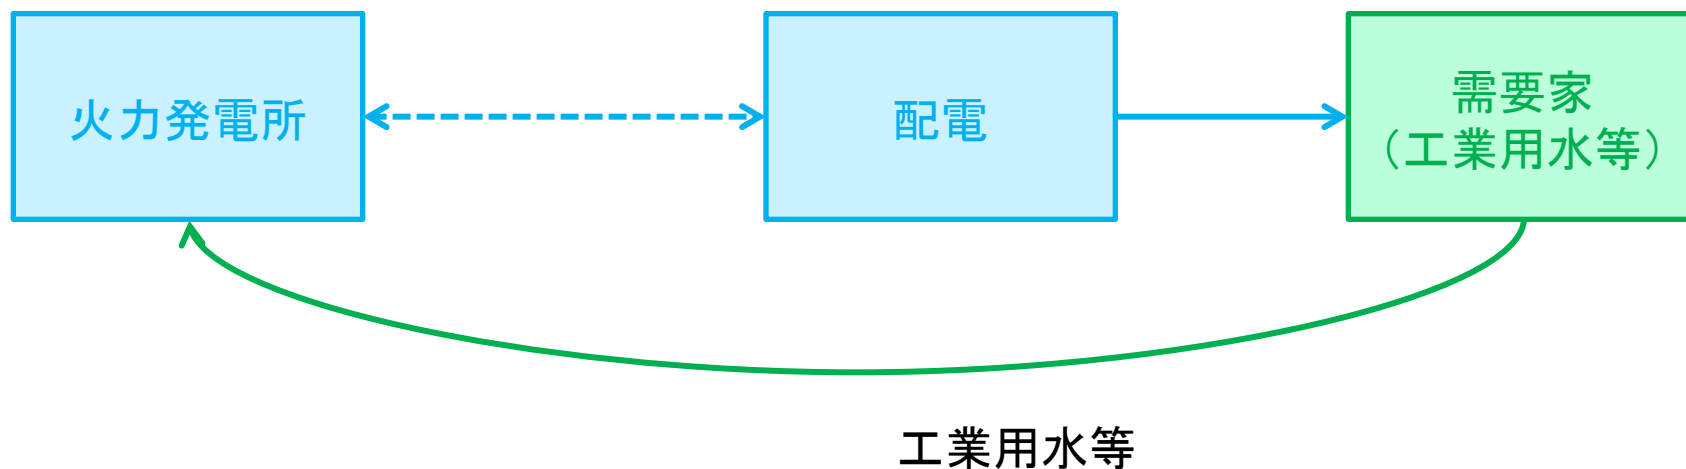 火力発電所
配電
需要家
（工業用水等）
工業用水等